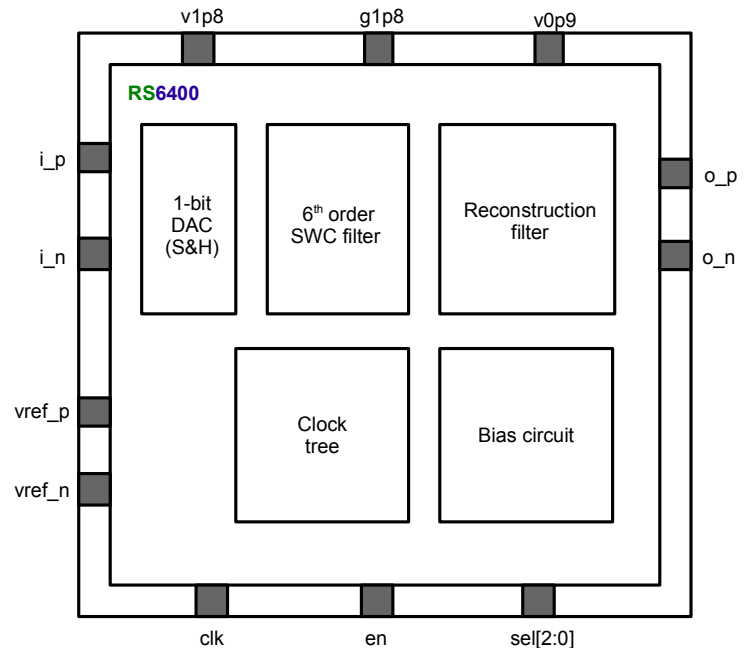 v1p8
g1p8
v0p9
RS6400
i_p
i_n
1-bit
DAC
(S&H)
6th order
SWC filter
Reconstruction
filter
o_p
o_n
vref_p
vref_n
Clock
tree
Bias circuit
clk
en
sel[2:0]